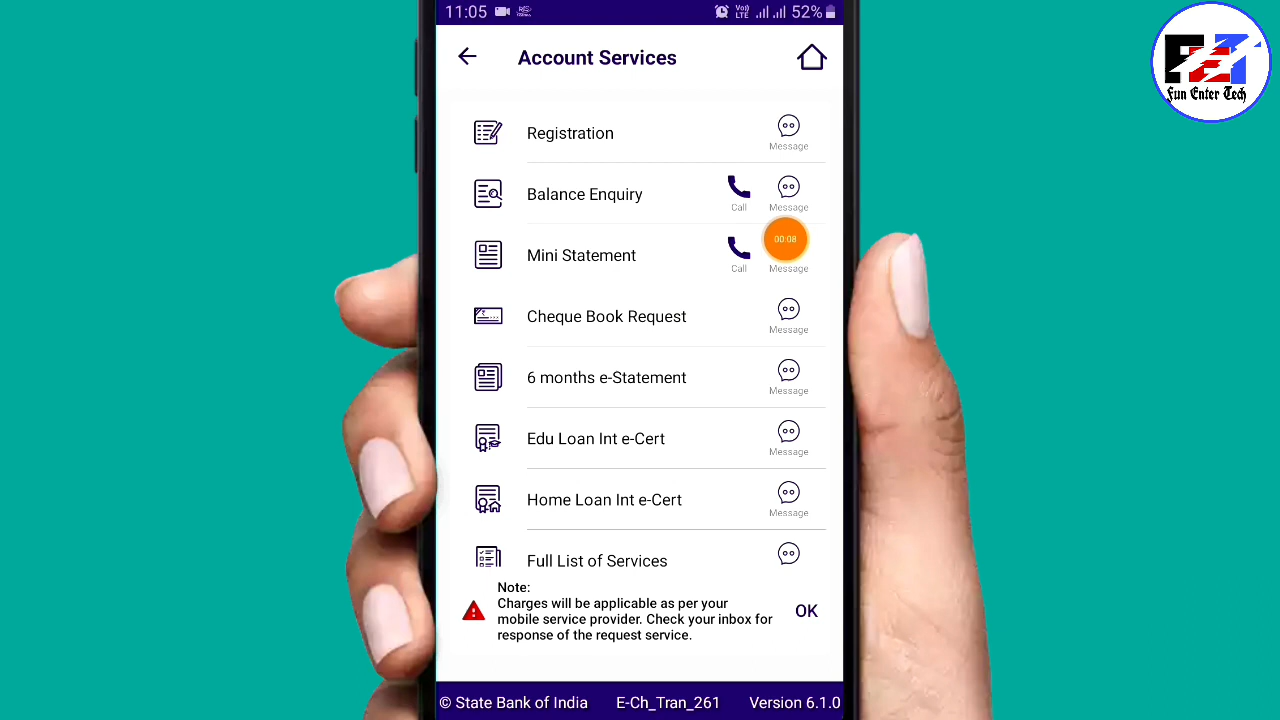 11:05
Vo)) LTE
52%
FET
Fun Enter Tech
Account Services
Registration
Message
Balance Enquiry
Call
Message
00:08
Mini Statement
Call
Message
Cheque Book Request
Message
6 months e-Statement
Message
Edu Loan Int e-Cert
Message
Home Loan Int e-Cert
Message
Full List of Services
Note:
Charges will be applicable as per your
mobile service provider. Check your inbox for
response of the request service.
OK
© State Bank of India E-Ch_Tran_261 Version 6.1.0